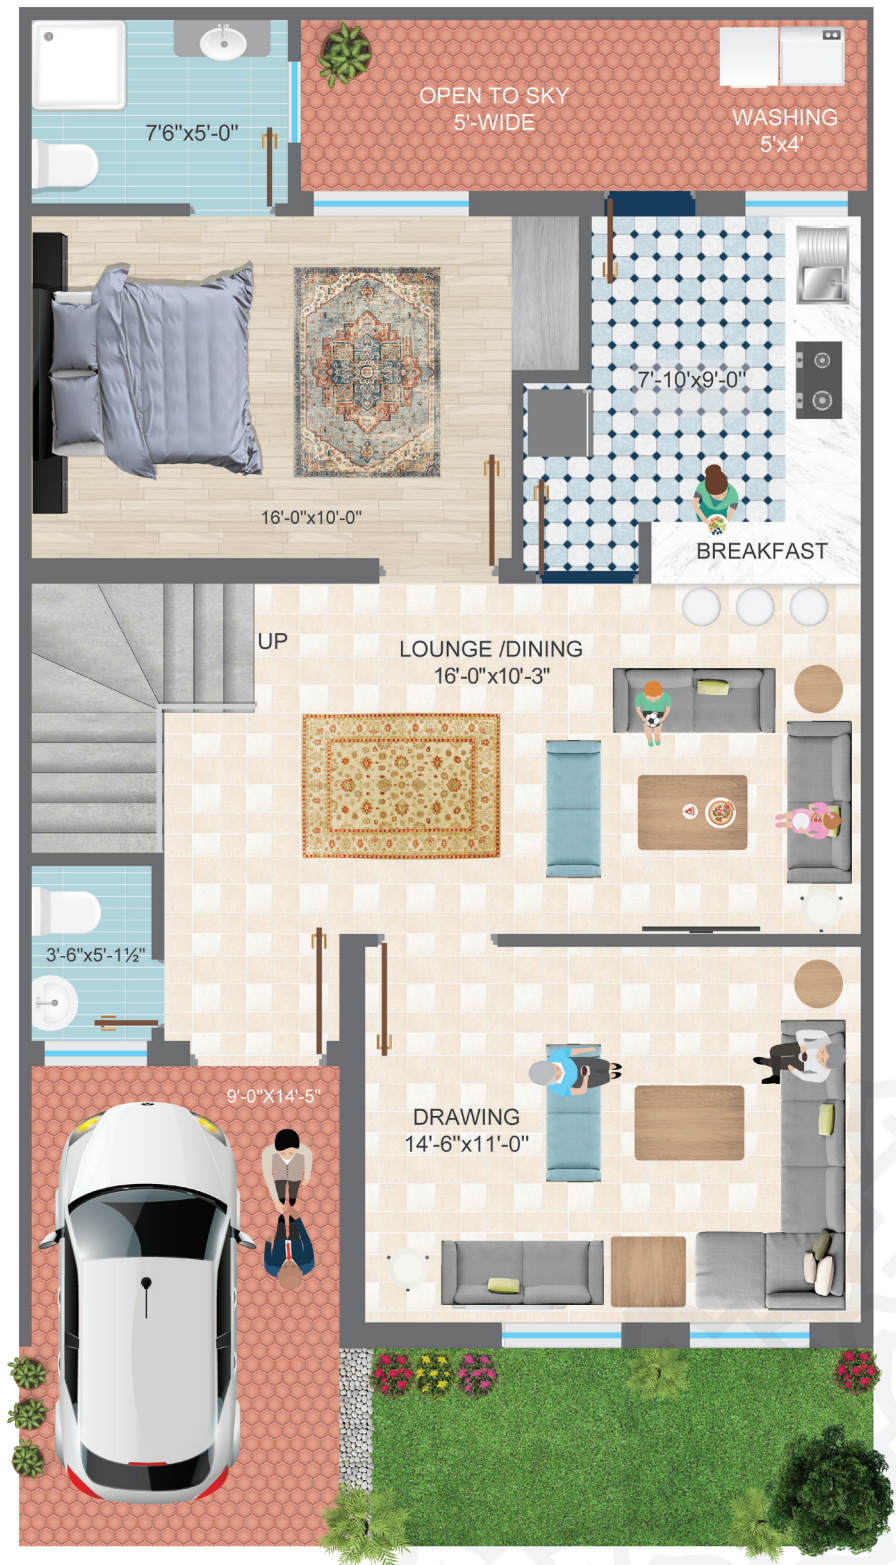 OPEN TO SKY
5'-WIDE
WASHING
5'x4'
7'6"x5'-0"
7'-10'x9'-0"
16'-0"x10'-0"
BREAKFAST
UP
LOUNGE /DINING
16'-0"x10'-3"
3'-6"x5'-1½"
9'-0"X14'-5"
DRAWING
14'-6"x11'-0"